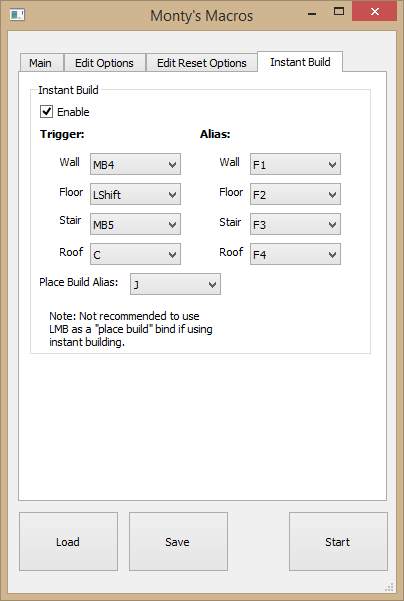 Monty's Macros
Main Edit Options Edit Reset Options Instant Build
Instant Build
Enable
Trigger: Alias:
Wall MB4 Wall F1
Floor LShift Floor F2
Stair MB5 Stair F3
Roof C Roof F4
Place Build Alias: J
Note: Not recommended to use
LMB as a "place build" bind if using
instant building.
Load Save Start